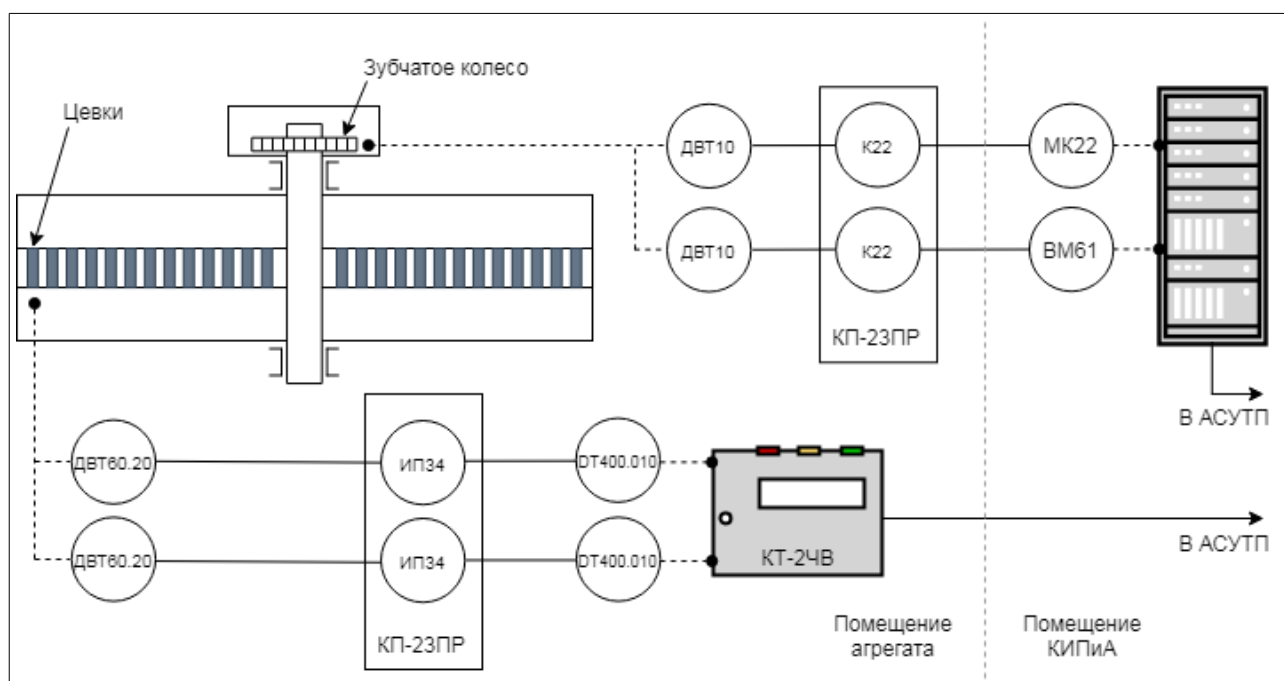 Зубчатое колесо
Цевки
ДВТ10
К22
МК22
ДВТ10
К22
ВМ61
КП-23ПР
В АСУТП
ДВТ60.20
ИП34
DT400.010
ДВТ60.20
ИП34
DT400.010
КТ-2ЧВ
В АСУТП
КП-23ПР
Помещение
агрегата
Помещение
КИПиА